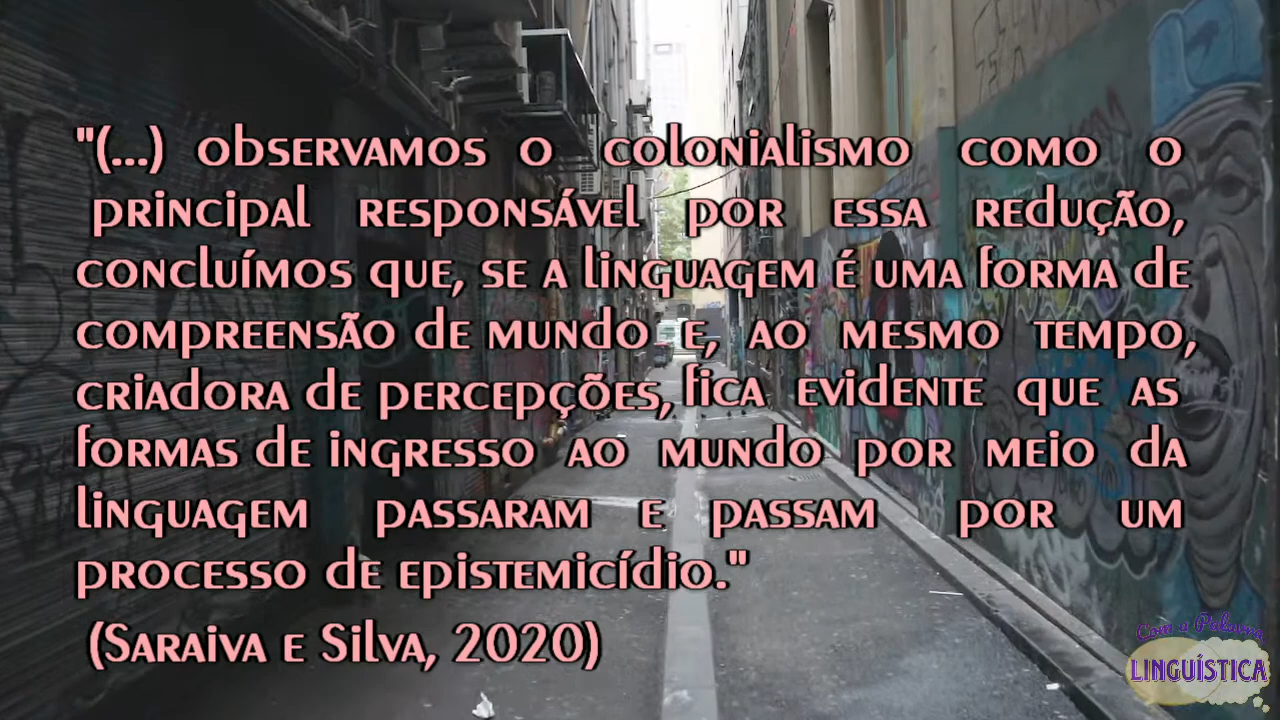 "(...) observamos o colonialismo como o
principal responsável por essa redução,
concluímos que, se a linguagem é uma forma de
compreensão de mundo e, ao mesmo tempo,
criadora de percepções, fica evidente que as
formas de ingresso ao mundo por meio da
linguagem passaram e passam por um
processo de epistemicídio."
(Saraiva e Silva, 2020)
Com a Palavra
LINGUÍSTICA